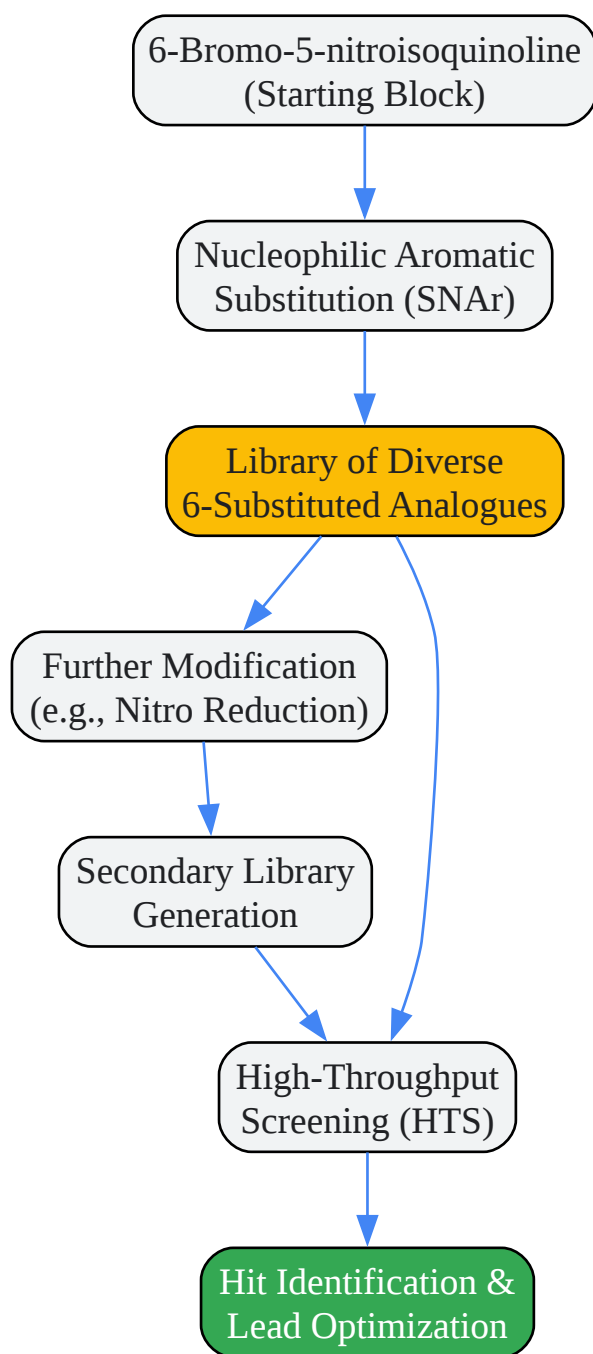 6-Bromo-5-nitroisoquinoline
(Starting Block)
Nucleophilic Aromatic
Substitution (SNAr)
Library of Diverse
6-Substituted Analogues
Further Modification
(e.g., Nitro Reduction)
Secondary Library
Generation
High-Throughput
Screening (HTS)
Hit Identification &
Lead Optimization